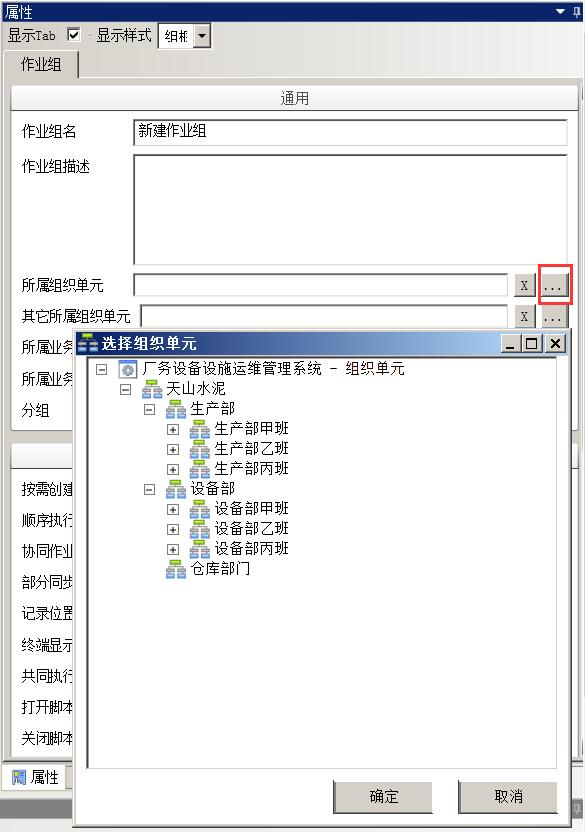 属性
显示Tab 显示样式 细粗
作业组
通用
作业组名 新建作业组
作业组描述
所属组织单元 X ...
其它所属组织单元 X ...
选择组织单元
所属业务
所属业务
分组
厂务设备设施运维管理系统 - 组织单元
天山水泥
生产部
生产部甲班
生产部乙班
生产部丙班
设备部
设备部甲班
设备部乙班
设备部丙班
仓库部门
按需创建
顺序执行
协同作业
部分同步
记录位置
终端显示
共同执行
打开脚本
关闭脚本
属性
确定 取消